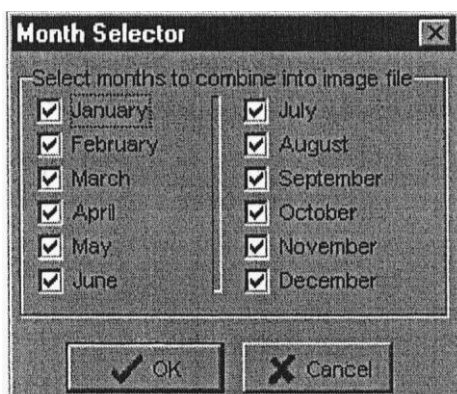 Month Selector
Select months to combine into image file
January
February
March
April
May
June
July
August
September
October
November
December
OK
Cancel